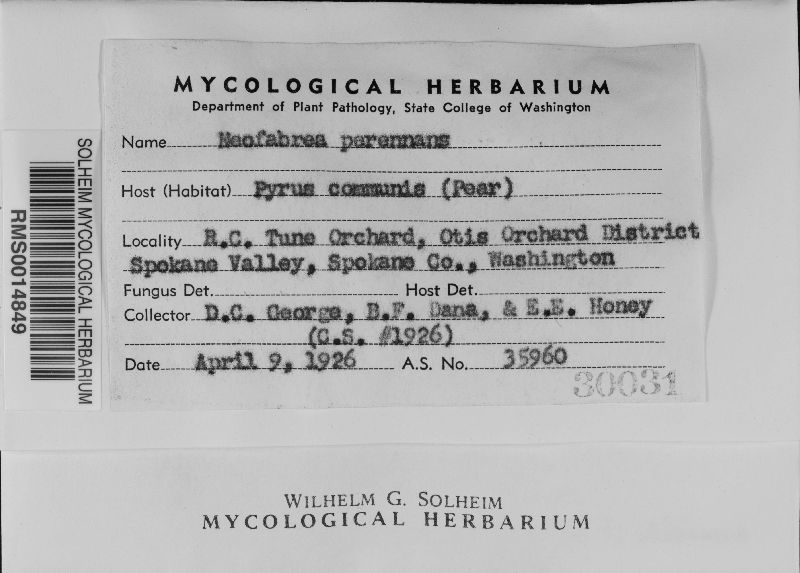 MYCOLOGICAL HERBARIUM
Department of Plant Pathology, State College of Washington
Name Neofabrea perennans
Host (Habitat) Pyrus communis (Pear)
Locality R.C. Tune Orchard, Otis Orchard District
Spokane Valley, Spokane Co., Washington
Fungus Det. Host Det.
Collector D.C. George, B.F. Dana, & E.E. Honey
(C.S. #1926)
Date April 9, 1926 A.S. No. 35960
30031
SOLHEIM MYCOLOGICAL HERBARIUM
RMS0014849
WILHELM G. SOLHEIM
MYCOLOGICAL HERBARIUM